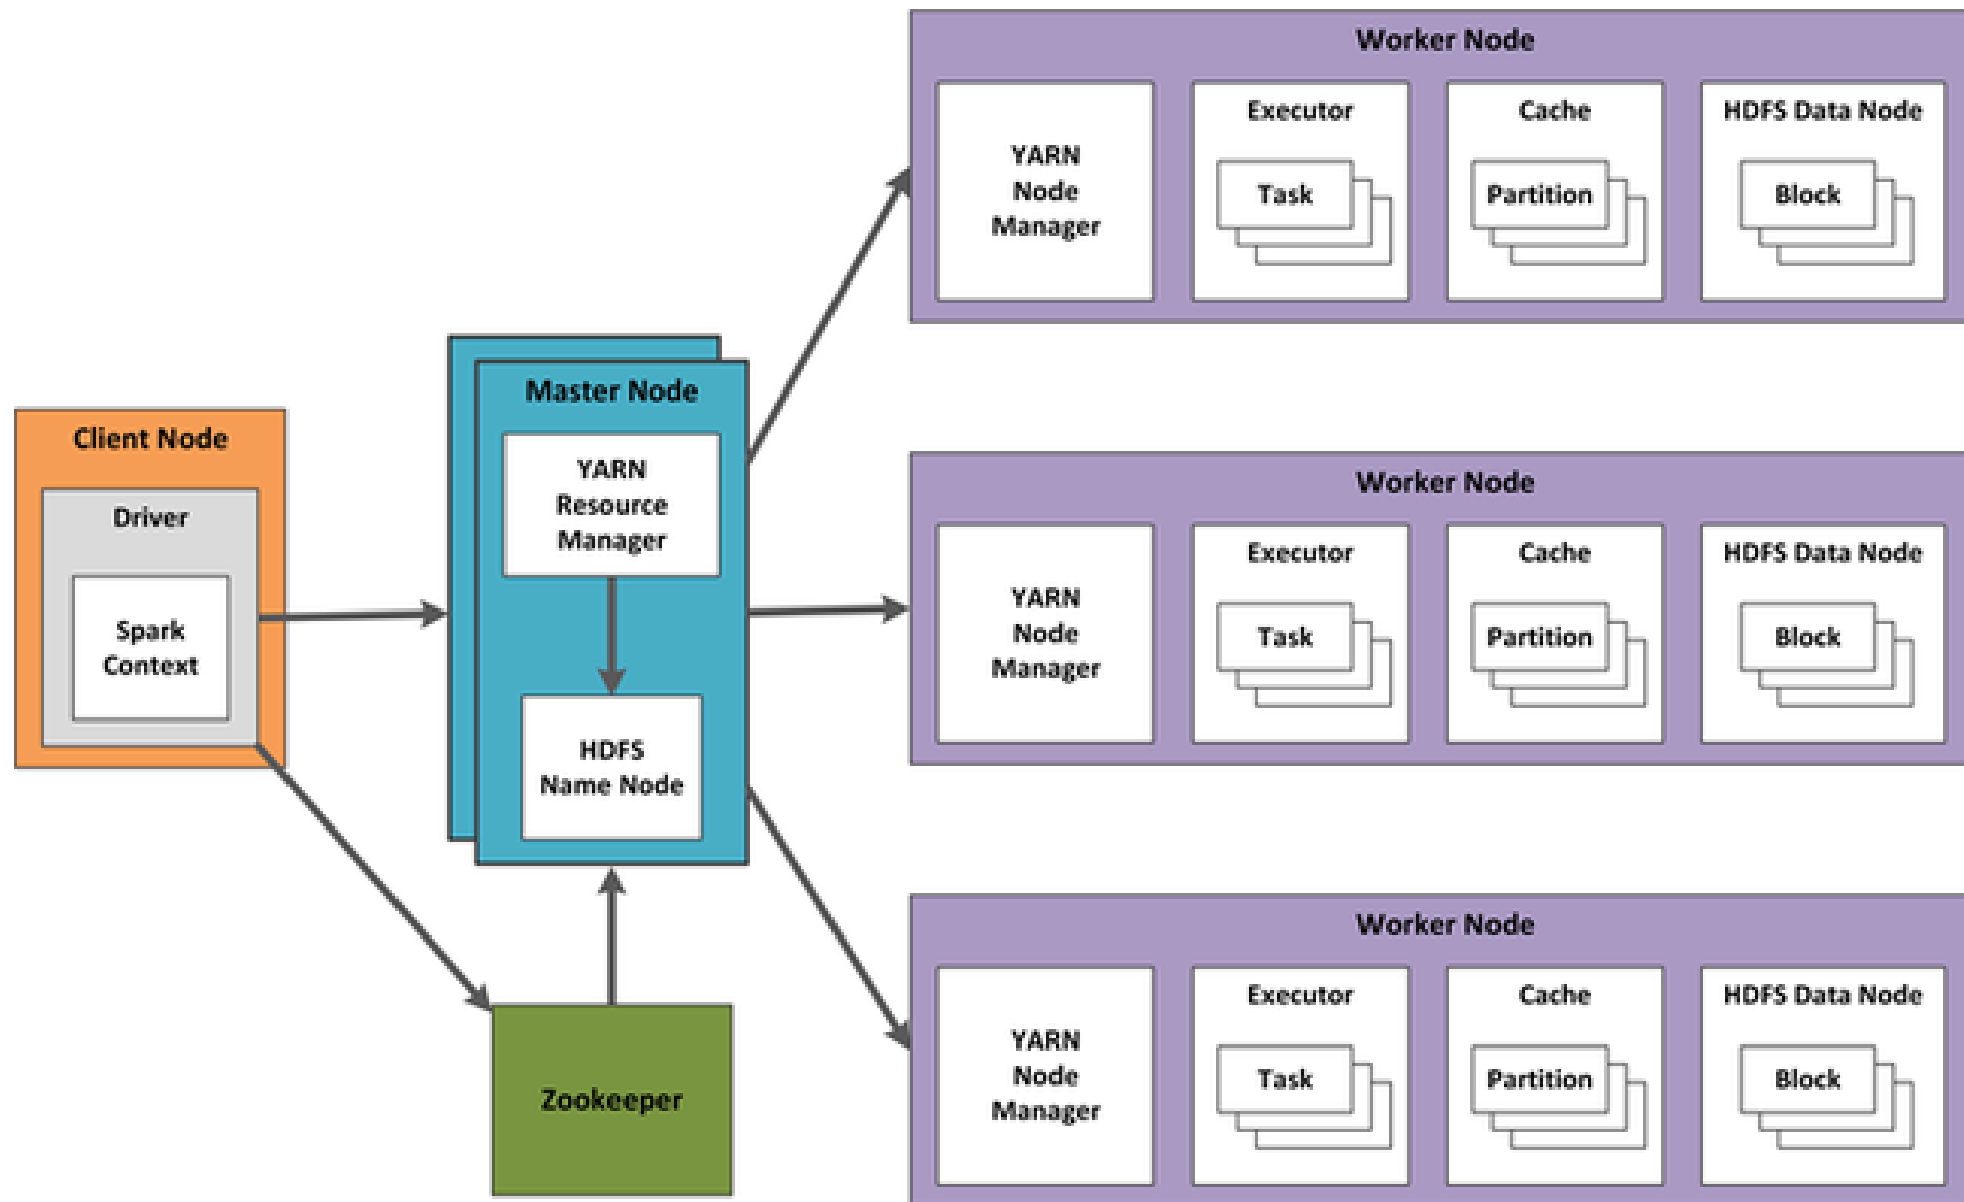 Client Node
Driver
Spark
Context
Master Node
YARN
Resource
Manager
HDFS
Name Node
Zookeeper
Worker Node
YARN
Node
Manager
Executor
Task
Cache
Partition
HDFS Data Node
Block
Worker Node
YARN
Node
Manager
Executor
Task
Cache
Partition
HDFS Data Node
Block
Worker Node
YARN
Node
Manager
Executor
Task
Cache
Partition
HDFS Data Node
Block